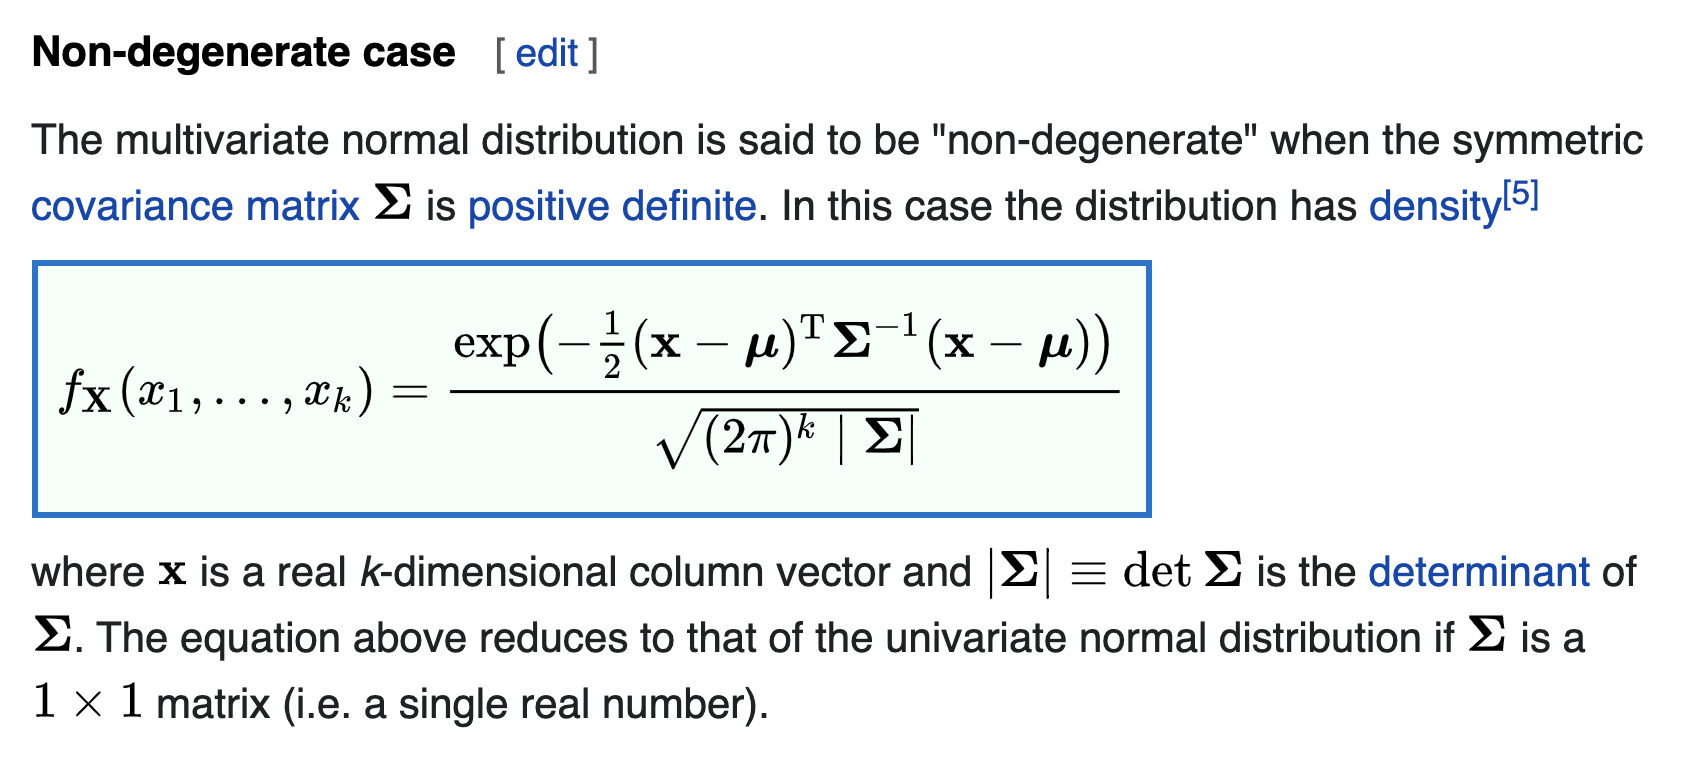 Non-degenerate case [ edit ]
The multivariate normal distribution is said to be "non-degenerate" when the symmetric
covariance matrix Σ is positive definite. In this case the distribution has density[5]
f_X(x_1, . . . , x_k) = exp(−1/2 (x − μ)^T Σ^−1 (x − μ)) / √((2π)^k | Σ|)
where x is a real k-dimensional column vector and |Σ| ≡ det Σ is the determinant of
Σ. The equation above reduces to that of the univariate normal distribution if Σ is a
1 × 1 matrix (i.e. a single real number).